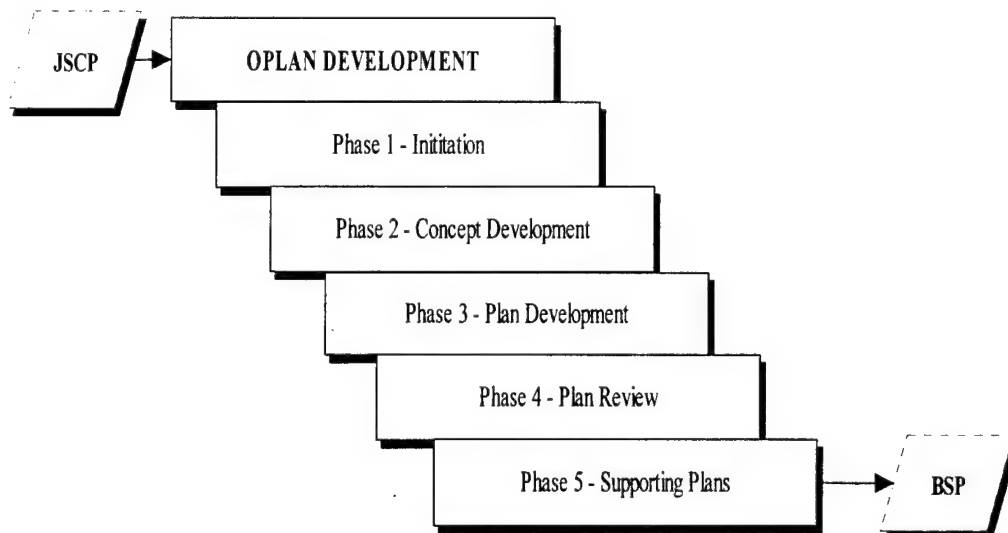 JSCP
OPLAN DEVELOPMENT
Phase 1 - Inititation
Phase 2 - Concept Development
Phase 3 - Plan Development
Phase 4 - Plan Review
Phase 5 - Supporting Plans
BSP